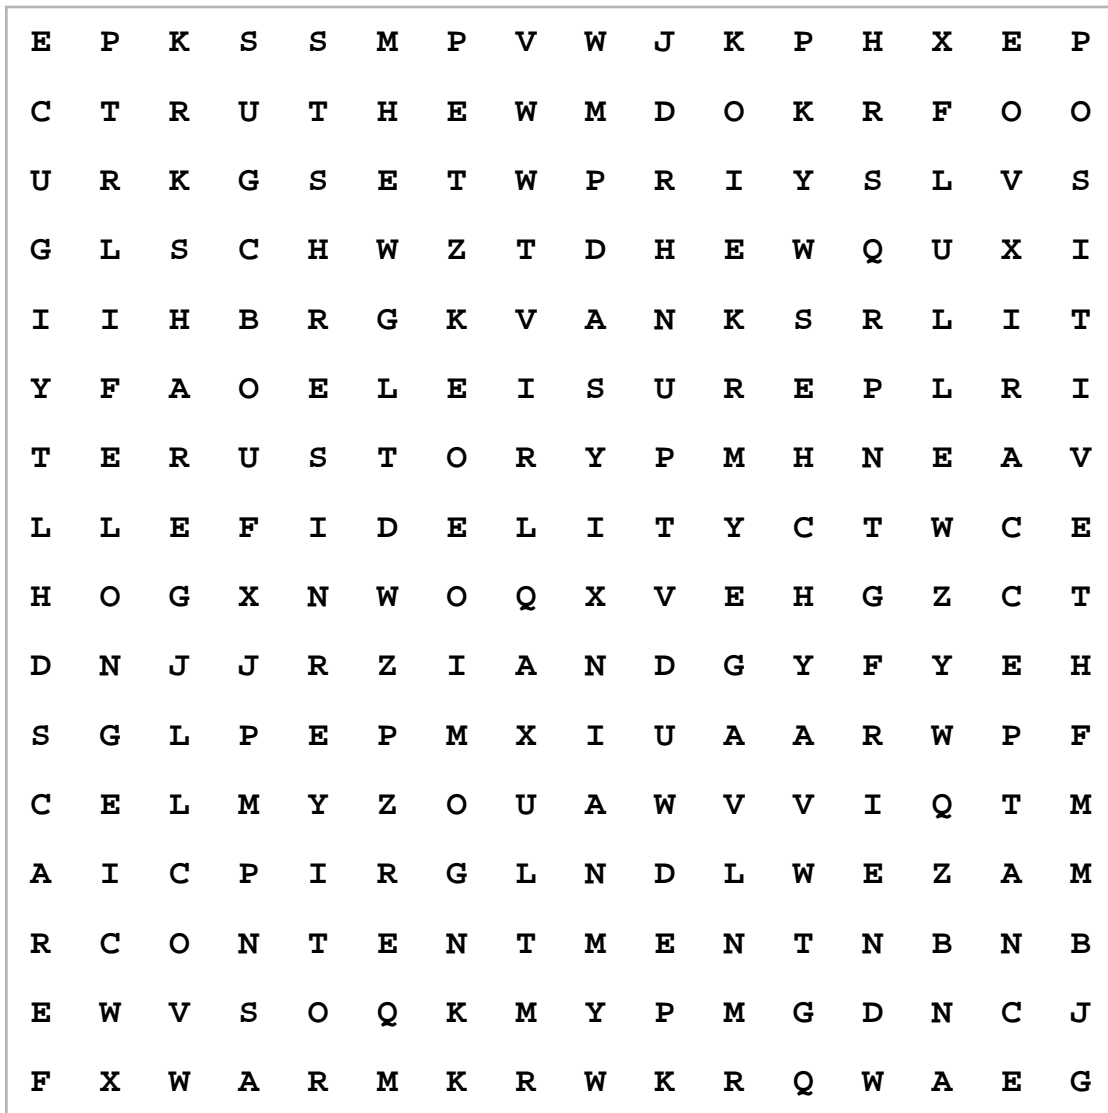 E P K S S M P V W J K P H X E P
C T R U T H E W M D O K R F O O
U R K G S E T W P R I Y S L V S
G L S C H W Z T D H E W Q U X I
I I H B R G K V A N K S R L I T
Y F A O E L E I S U R E P L R I
T E R U S T O R Y P M H N E A V
L L E F I D E L I T Y C T W C E
H O G X N W O Q X V E H G Z C T
D N J J R Z I A N D G Y F Y E H
S G L P E P M X I U A A R W P F
C E L M Y Z O U A W V V I Q T M
A I C P I R G L N D L W E Z A M
R C O N T E N T M E N T N B N B
E W V S O Q K M Y P M G D N C J
F X W A R M K R W K R Q W A E G